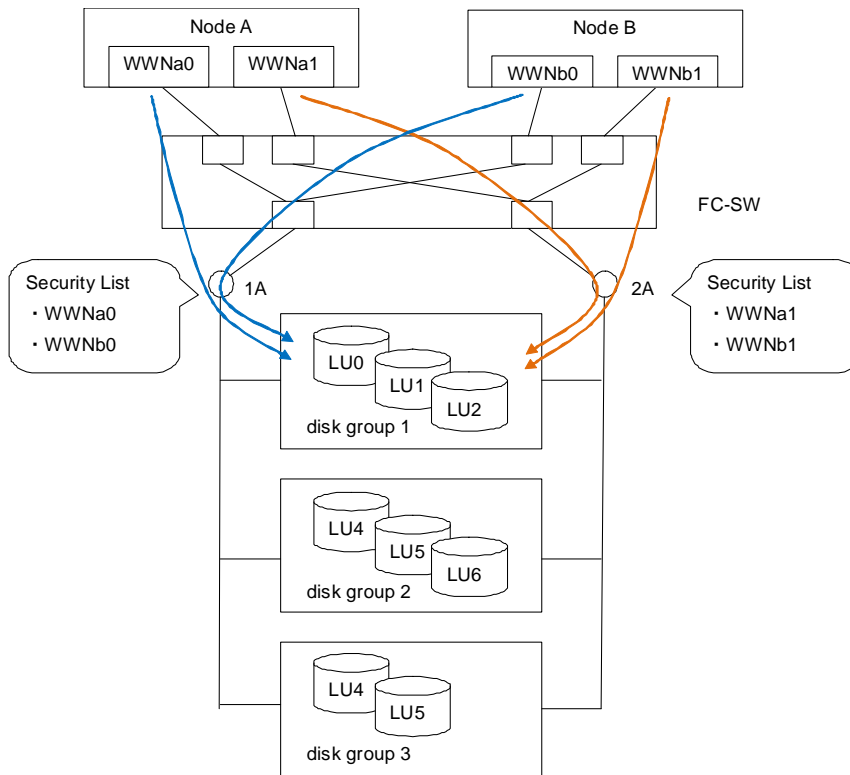 Node A
Node B
WWNa0
WWNa1
WWNb0
WWNb1
FC-SW
Security List
・WWNa0
・WWNb0
1A
2A
Security List
・WWNa1
・WWNb1
LU0
LU1
LU2
disk group 1
LU4
LU5
LU6
disk group 2
LU4
LU5
disk group 3